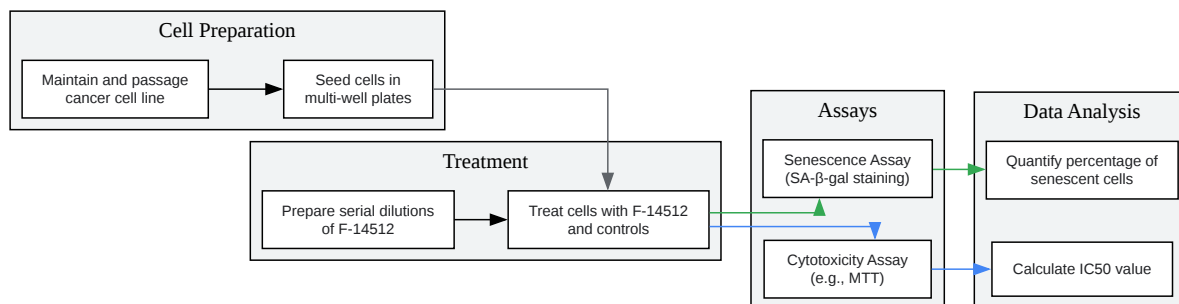 Cell Preparation
Maintain and passage
cancer cell line
Seed cells in
multi-well plates
Treatment
Prepare serial dilutions
of F-14512
Treat cells with F-14512
and controls
Assays
Senescence Assay
(SA-β-gal staining)
Cytotoxicity Assay
(e.g., MTT)
Data Analysis
Quantify percentage of
senescent cells
Calculate IC50 value